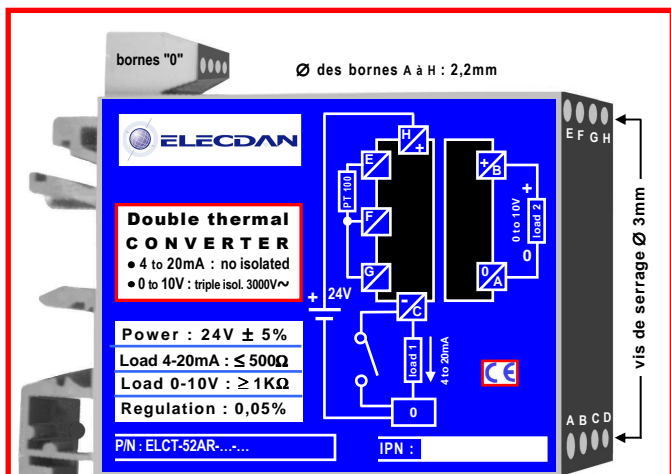 bornes "0"
Ø des bornes A à H : 2,2mm
E F G H
ELECDAN
H
+
E
PT 100
F
G
-
C
+
B
0
A
+
0 to 10V
load 2
0
Double thermal
CONVERTER
● 4 to 20mA : no isolated
● 0 to 10V : triple isol. 3000V~
+ 24V
load 1
4 to 20mA
0
vis de serrage Ø 3mm
Power : 24V ± 5%
Load 4-20mA : ≤ 500Ω
Load 0-10V : ≥ 1KΩ
Regulation : 0,05%
CE
A B C D
P/N : ELCT-52AR-...-...
IPN :